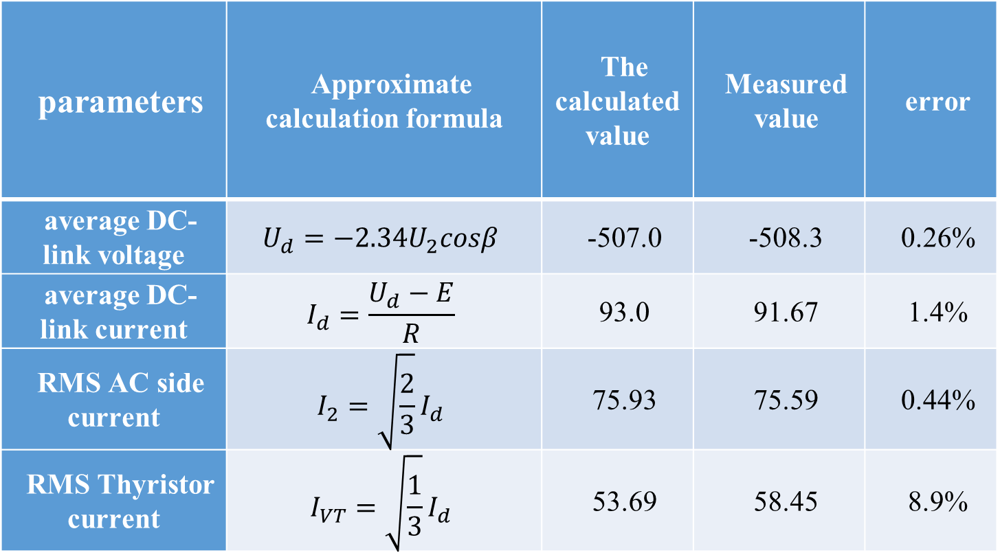 parameters
Approximate
calculation formula
The
calculated
value
Measured
value
error
average DC-
link voltage
U_d = −2.34U_2cosβ
-507.0
-508.3
0.26%
average DC-
link current
I_d = \frac{U_d − E}{R}
93.0
91.67
1.4%
RMS AC side
current
I_2 = \sqrt{\frac{2}{3}}I_d
75.93
75.59
0.44%
RMS Thyristor
current
I_{VT} = \sqrt{\frac{1}{3}}I_d
53.69
58.45
8.9%